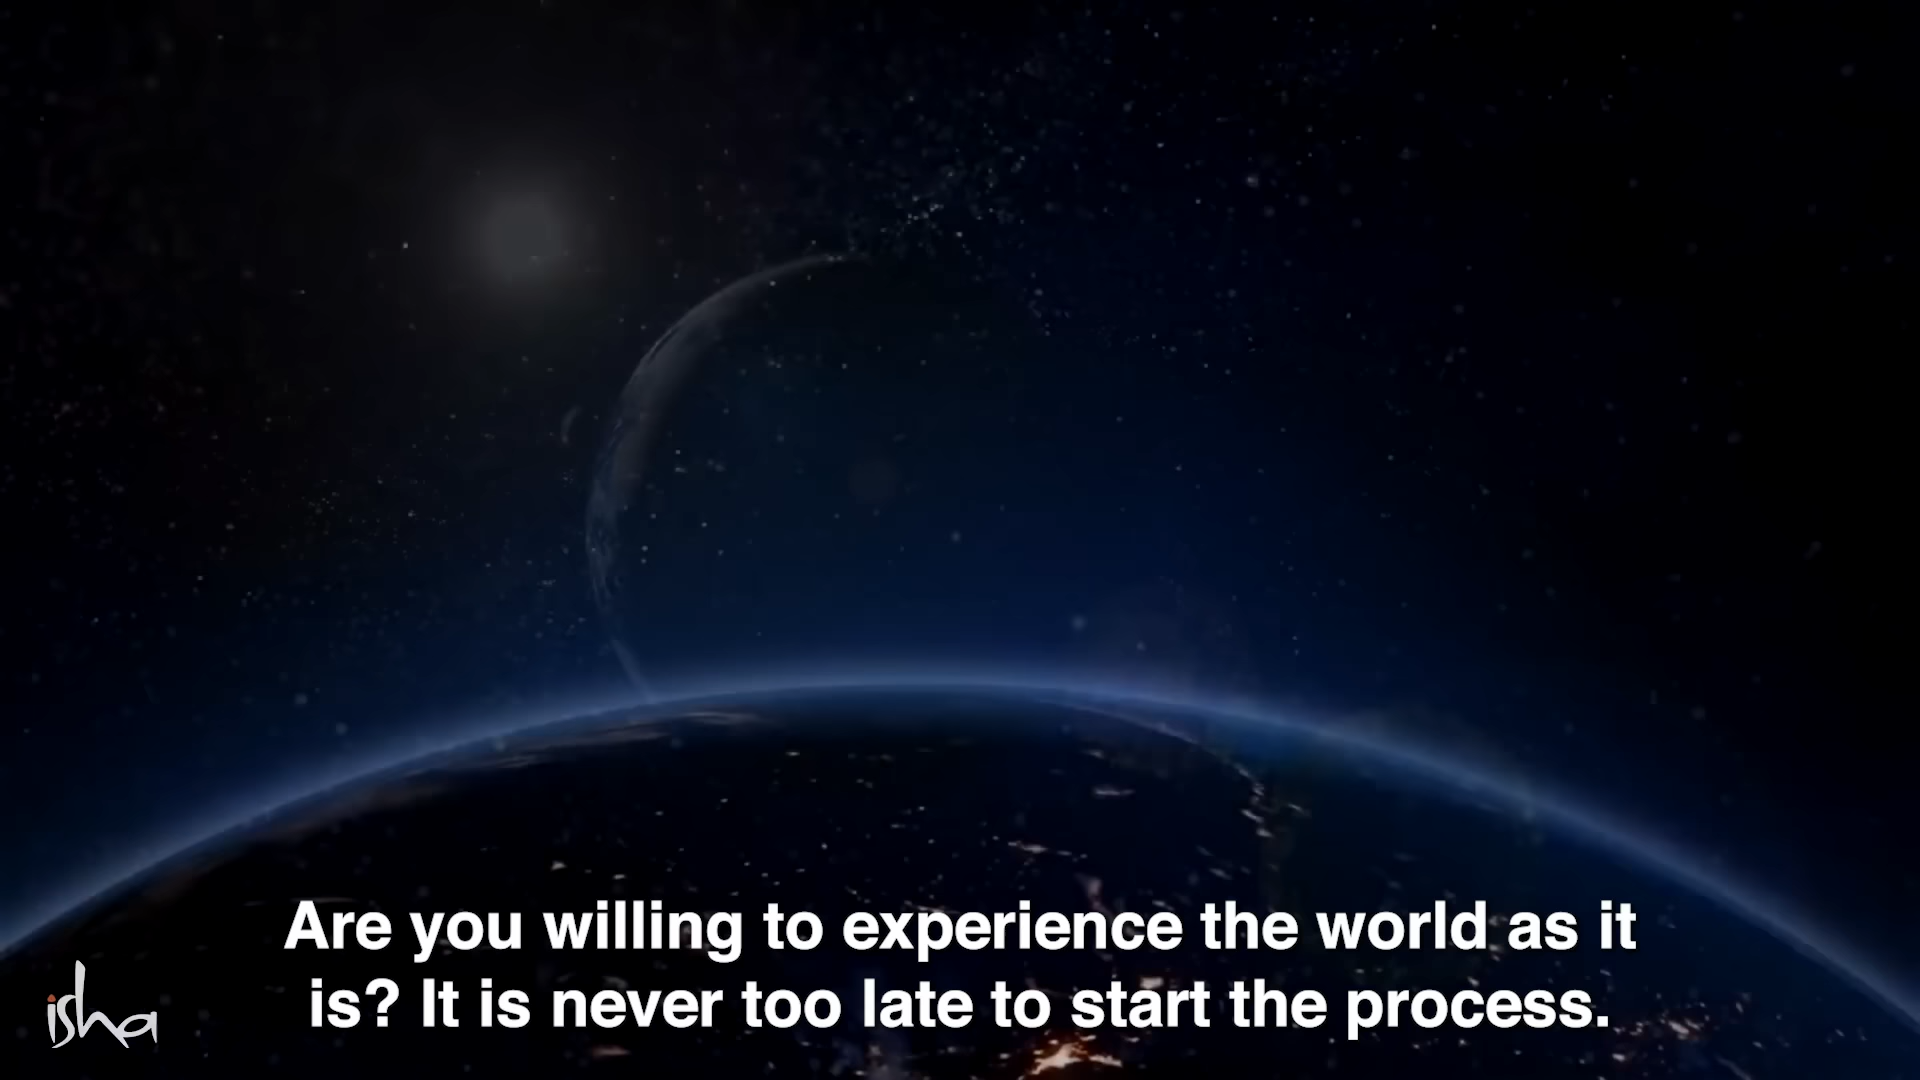 Are you willing to experience the world as it
is? It is never too late to start the process.
isha